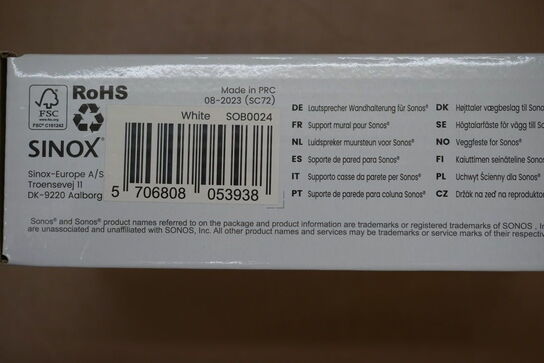 FSC
www.fsc.org
FSC® C161242
RoHS
Made in PRC
08-2023 (SC72)
White SOB0024
SINOX®
Sinox-Europe A/S
Troensevej 11
DK-9220 Aalborg
5 706808 053938
DE Lautsprecher Wandhalterung für Sonos®
FR Support mural pour Sonos®
NL Luidspreker muursteun voor Sonos®
ES Soporte de pared para Sonos®
IT Supporto casse da parete per Sonos®
PT Suporte de parede para coluna Sonos®
DK Højttaler vægbeslag til Sono
SE Högtalarfäste för vägg till So
NO Veggfeste for Sonos®
FI Kaiuttimen seinäteline Sonos
PL Uchwyt Ścienny dla Sonos®
CZ Držák na zeď na reproduktor
Sonos® and Sonos® product names referred to on the package and product information are trademarks or registered trademarks of SONOS , In
are unassociated and unaffiliated with SONOS, Inc. All other product names and services may be trademarks or service marks of their respectiv